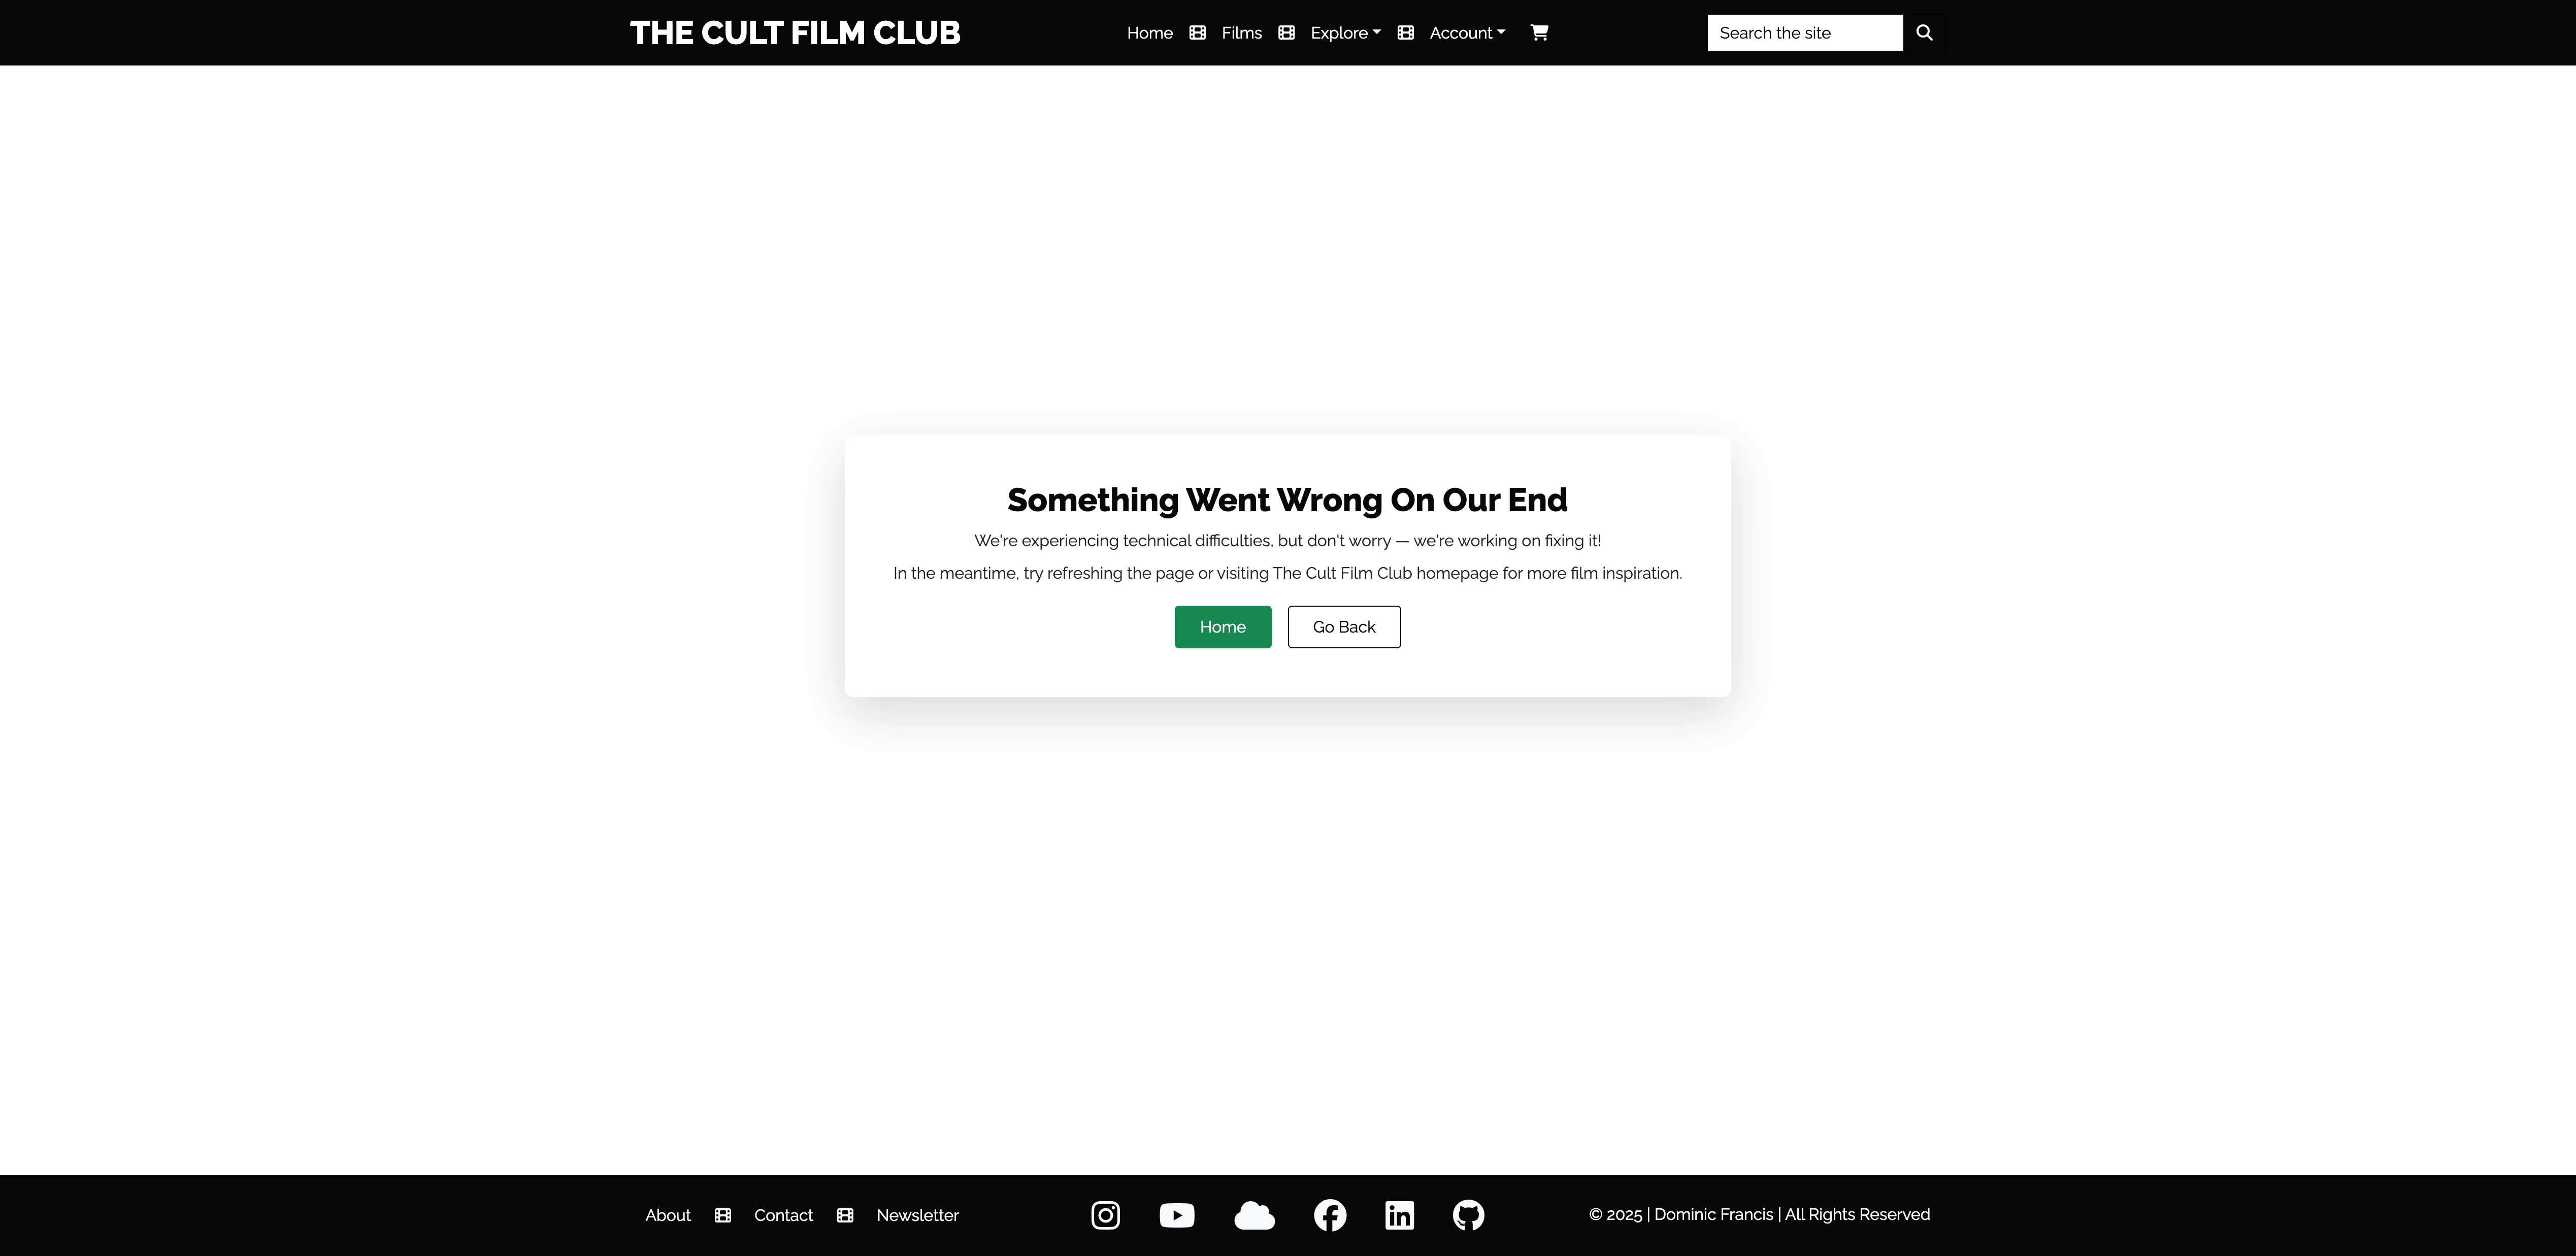 THE CULT FILM CLUB
Home Films Explore Account
Search the site
Something Went Wrong On Our End
We're experiencing technical difficulties, but don't worry — we're working on fixing it!
In the meantime, try refreshing the page or visiting The Cult Film Club homepage for more film inspiration.
Home Go Back
About Contact Newsletter
© 2025 | Dominic Francis | All Rights Reserved